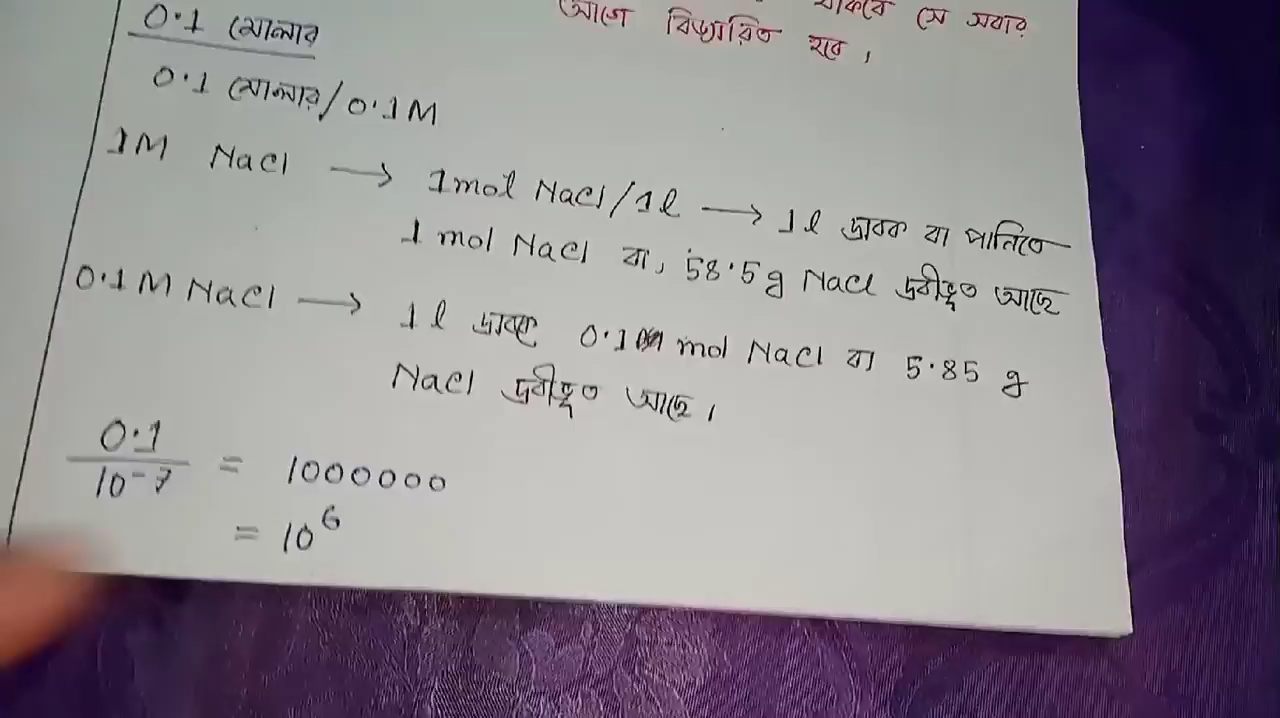 থাকবে সে সবার
আগে বিস্তারিত হবে,
0.1 মোলার
0.1 মোলার/0.1M
1M NaCl → 1mol NaCl/1l → 1l দ্রাবক বা পানিতে
1 mol NaCl বা, 58.5g NaCl দ্রবীভূত আছে
0.1M NaCl → 1l দ্রাবকে 0.1 mol NaCl বা 5.85 g
NaCl দ্রবীভূত আছে।
0.1
10⁻⁷ = 1000000
= 10⁶